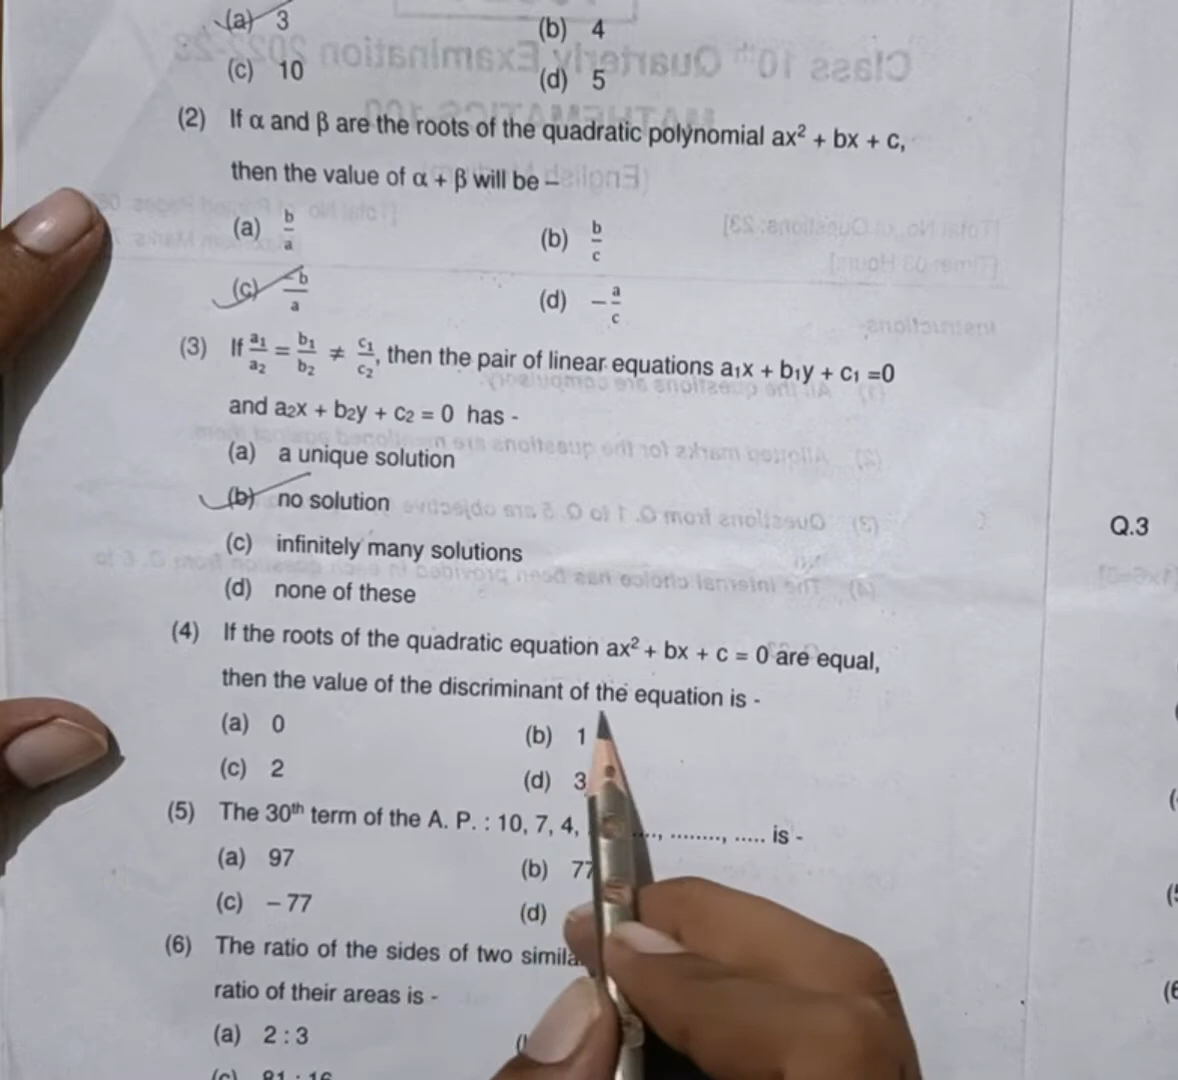 (a) 3 (b) 4
(c) 10 (d) 5
(2) If α and β are the roots of the quadratic polynomial ax² + bx + c,
then the value of α + β will be –
(a) b/a (b) b/c
(c) -b/a (d) -a/c
(3) If a₁/a₂ = b₁/b₂ ≠ c₁/c₂, then the pair of linear equations a₁x + b₁y + c₁ =0
and a₂x + b₂y + c₂ = 0 has -
(a) a unique solution
(b) no solution
(c) infinitely many solutions
(d) none of these
(4) If the roots of the quadratic equation ax² + bx + c = 0 are equal,
then the value of the discriminant of the equation is -
(a) 0 (b) 1
(c) 2 (d) 3
(5) The 30th term of the A. P. : 10, 7, 4, ...., ........, ..... is -
(a) 97 (b) 77
(c) - 77 (d)
(6) The ratio of the sides of two simila
ratio of their areas is -
(a) 2 : 3
(c) 81 : 16
Q.3